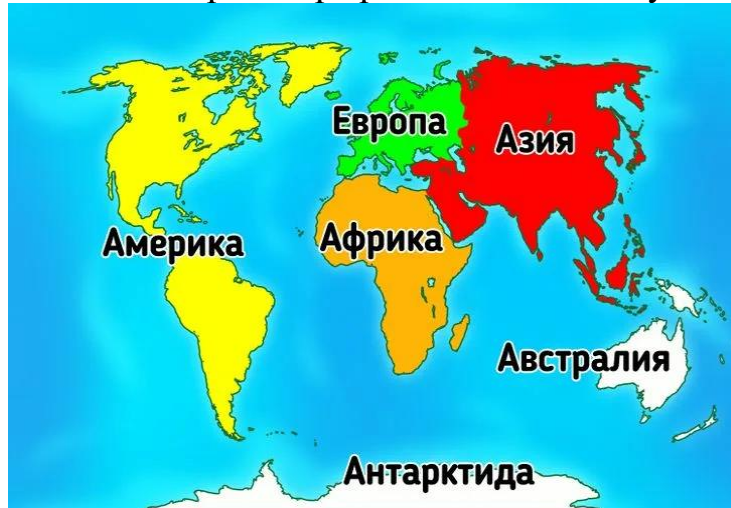 Европа
Азия
Америка
Африка
Австралия
Антарктида